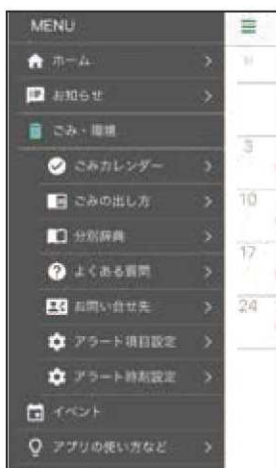 MENU
ホーム
お知らせ
ごみ・環境
ごみカレンダー
ごみの出し方
分別辞典
よくある質問
お問い合せ先
アラート項目設定
アラート時刻設定
イベント
アプリの使い方など
3
10
17
24